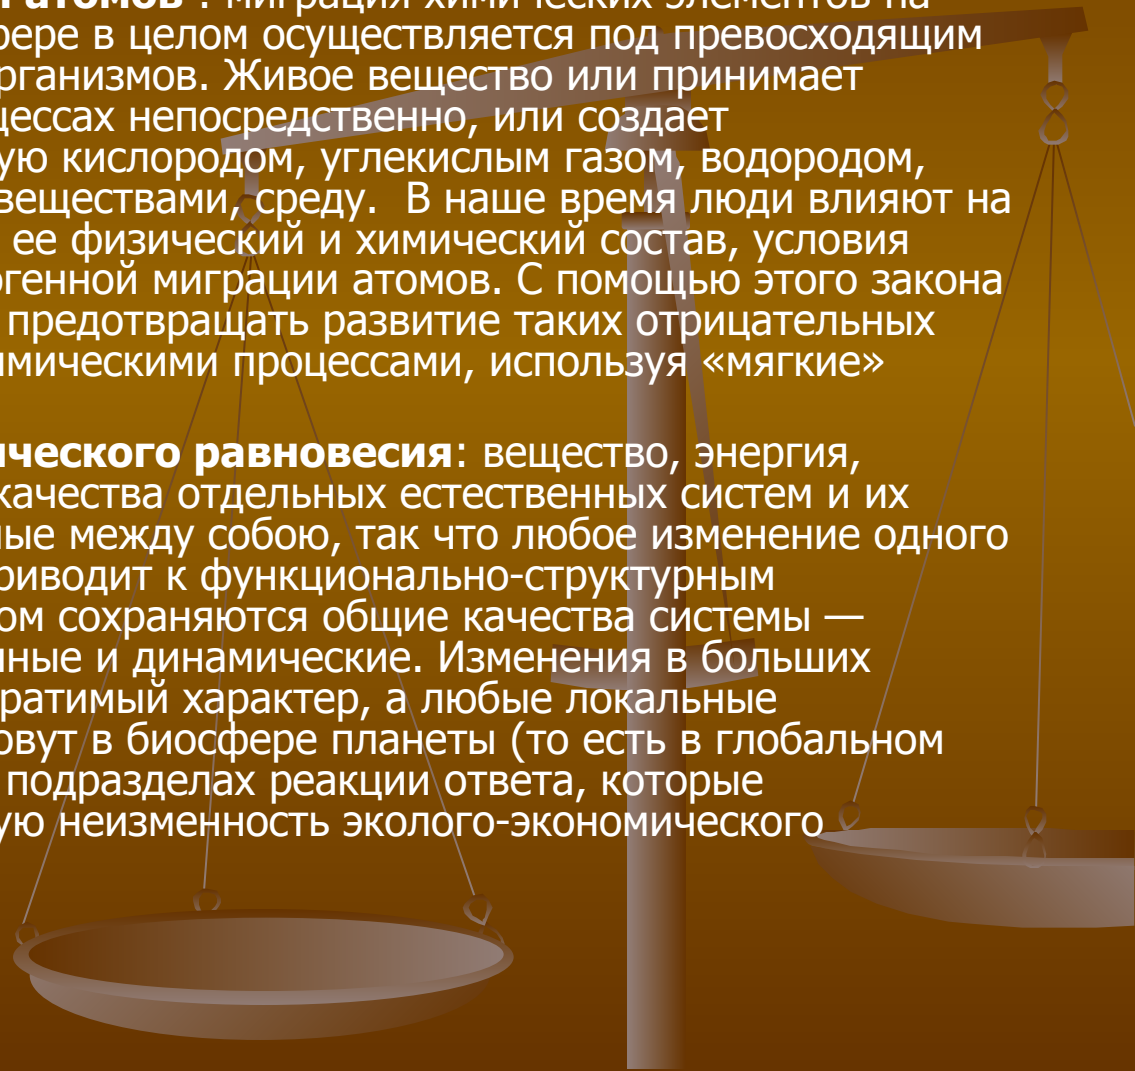 атомов : миграция химических элементов на
фере в целом осуществляется под превосходящим
рганизмов. Живое вещество или принимает
цессах непосредственно, или создает
ую кислородом, углекислым газом, водородом,
веществами, среду. В наше время люди влияют на
ее физический и химический состав, условия
огенной миграции атомов. С помощью этого закона
предотвращать развитие таких отрицательных
имическими процессами, используя «мягкие»
ического равновесия: вещество, энергия,
качества отдельных естественных систем и их
ные между собою, так что любое изменение одного
риводит к функционально-структурным
ом сохраняются общие качества системы —
нные и динамические. Изменения в больших
ратимый характер, а любые локальные
овут в биосфере планеты (то есть в глобальном
подразделах реакции ответа, которые
ую неизменность эколого-экономического